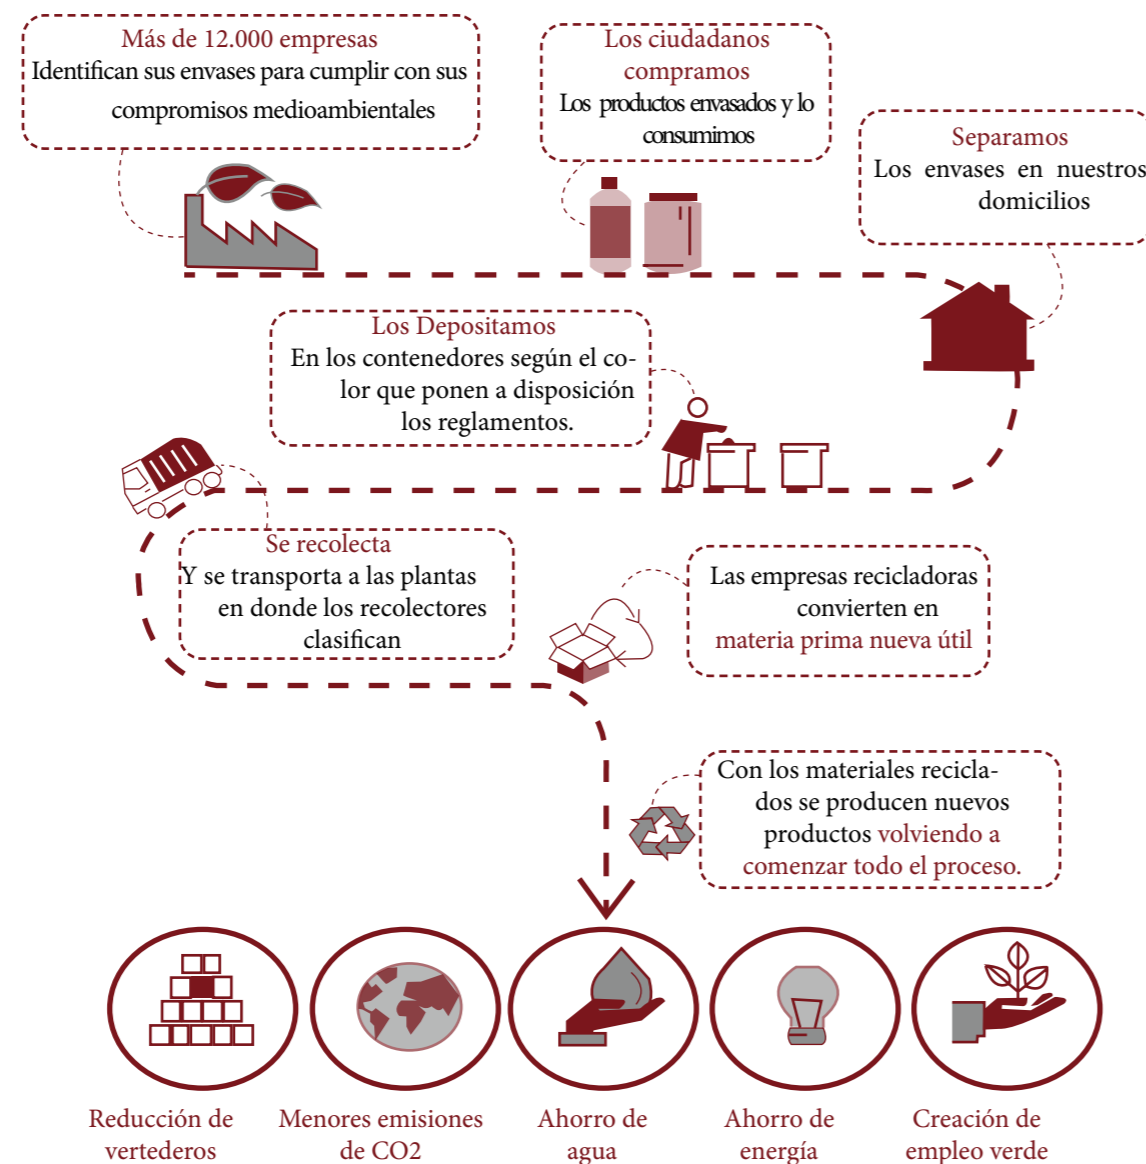 Más de 12.000 empresas
Identifican sus envases para cumplir con sus
compromisos medioambientales
Los ciudadanos
compramos
Los productos envasados y lo
consumimos
Separamos
Los envases en nuestros
domicilios
Los Depositamos
En los contenedores según el co-
lor que ponen a disposición
los reglamentos.
Se recolecta
Y se transporta a las plantas
en donde los recolectores
clasifican
Las empresas recicladoras
convierten en
materia prima nueva útil
Con los materiales recicla-
dos se producen nuevos
productos volviendo a
comenzar todo el proceso.
Reducción de
vertederos
Menores emisiones
de CO2
Ahorro de
agua
Ahorro de
energía
Creación de
empleo verde